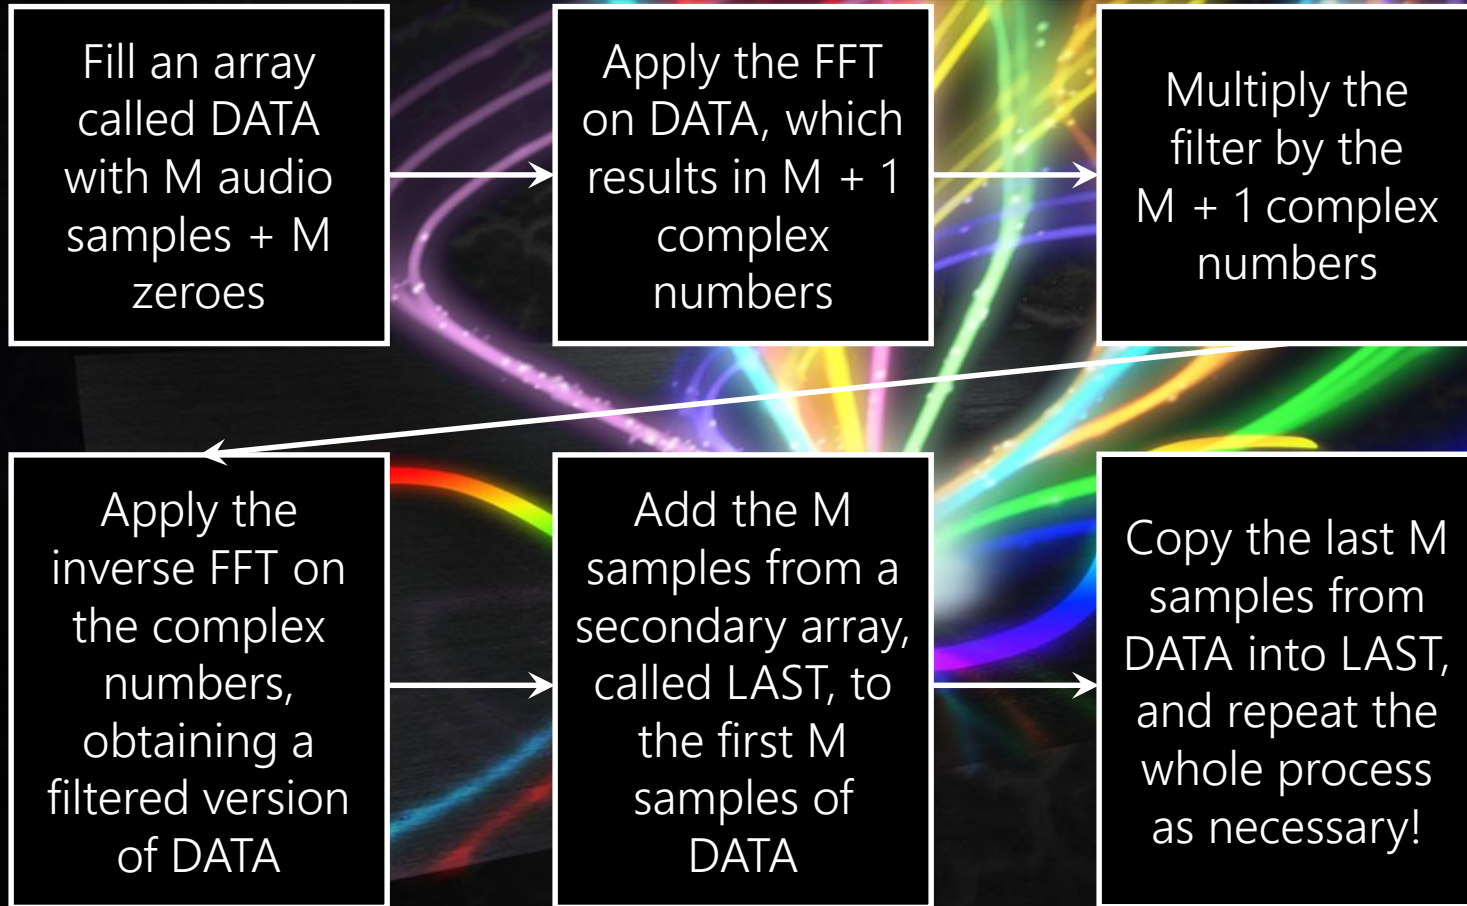 Fill an array
called DATA
with M audio
samples + M
zeroes
Apply the FFT
on DATA, which
results in M + 1
complex
numbers
Multiply the
filter by the
M + 1 complex
numbers
Apply the
inverse FFT on
the complex
numbers,
obtaining a
filtered version
of DATA
Add the M
samples from a
secondary array,
called LAST, to
the first M
samples of
DATA
Copy the last M
samples from
DATA into LAST,
and repeat the
whole process
as necessary!